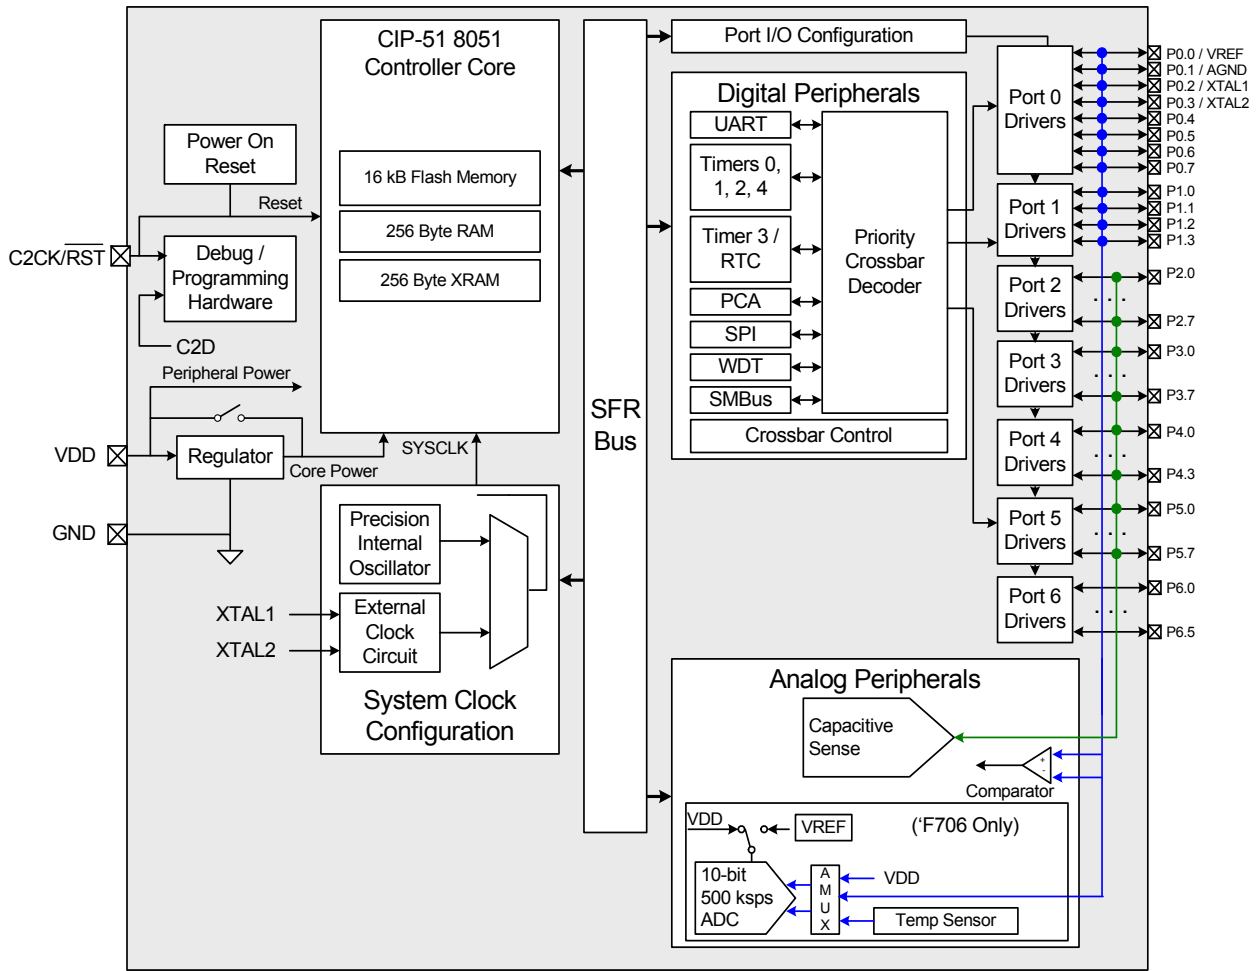 CIP-51 8051
Controller Core
16 kB Flash Memory
256 Byte RAM
256 Byte XRAM
Power On
Reset
Reset
C2CK/RST
Debug /
Programming
Hardware
C2D
Peripheral Power
VDD
Regulator
Core Power
SYSCLK
GND
Precision
Internal
Oscillator
XTAL1
XTAL2
External
Clock
Circuit
System Clock
Configuration
SFR
Bus
Port I/O Configuration
Digital Peripherals
UART
Timers 0,
1, 2, 4
Timer 3 /
RTC
PCA
SPI
WDT
SMBus
Priority
Crossbar
Decoder
Crossbar Control
Port 0
Drivers
Port 1
Drivers
Port 2
Drivers
Port 3
Drivers
Port 4
Drivers
Port 5
Drivers
Port 6
Drivers
P0.0 / VREF
P0.1 / AGND
P0.2 / XTAL1
P0.3 / XTAL2
P0.4
P0.5
P0.6
P0.7
P1.0
P1.1
P1.2
P1.3
P2.0
. . .
P2.7
P3.0
. . . .
P3.7
P4.0
. . . .
P4.3
P5.0
. . . .
P5.7
P6.0
. . . .
P6.5
Analog Peripherals
Capacitive
Sense
+
-
Comparator
VDD
VREF
('F706 Only)
10-bit
500 ksps
ADC
A
M
U
X
VDD
Temp Sensor